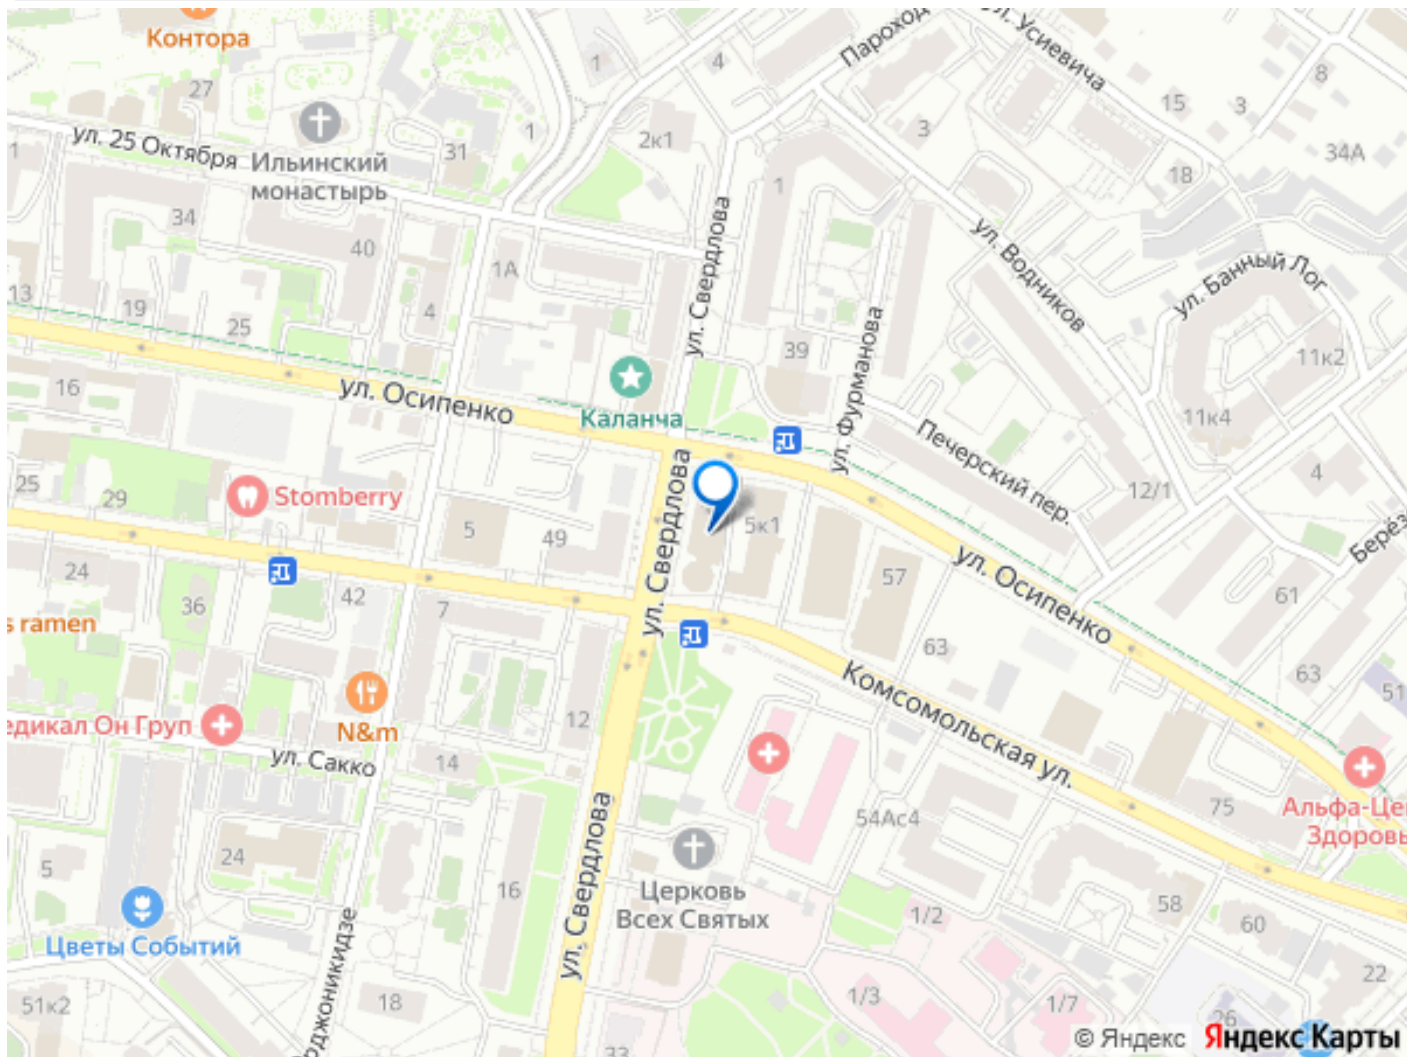 Контора
ул. Усиевича
Пароход
27
1
4
8
15
3
3
34А
ул. 25 Октября
1
Ильинский
монастырь
31
1
2к1
1
18
34
40
1А
ул. Свердлова
ул. Водников
ул. Банный Лог
13
19
25
4
39
ул. Фурманова
11к2
16
ул. Осипенко
Каланча
11к4
Печерский пер.
25
29
Stomberry
5
49
ул. Свердлова
5к1
12/1
4
Берёз
24
36
42
7
57
ул. Осипенко
61
s ramen
63
63
51
Комсомольская ул.
едикал Он Груп
N&m
12
ул. Сакко
14
54Ас4
75
Альфа-Це
Здоровь
5
24
ул. Свердлова
16
Церковь
Всех Святых
1/2
58
60
Цветы Событий
рджоникидзе
22
51к2
18
1/3
1/7
26
33
© Яндекс Яндекс Карты